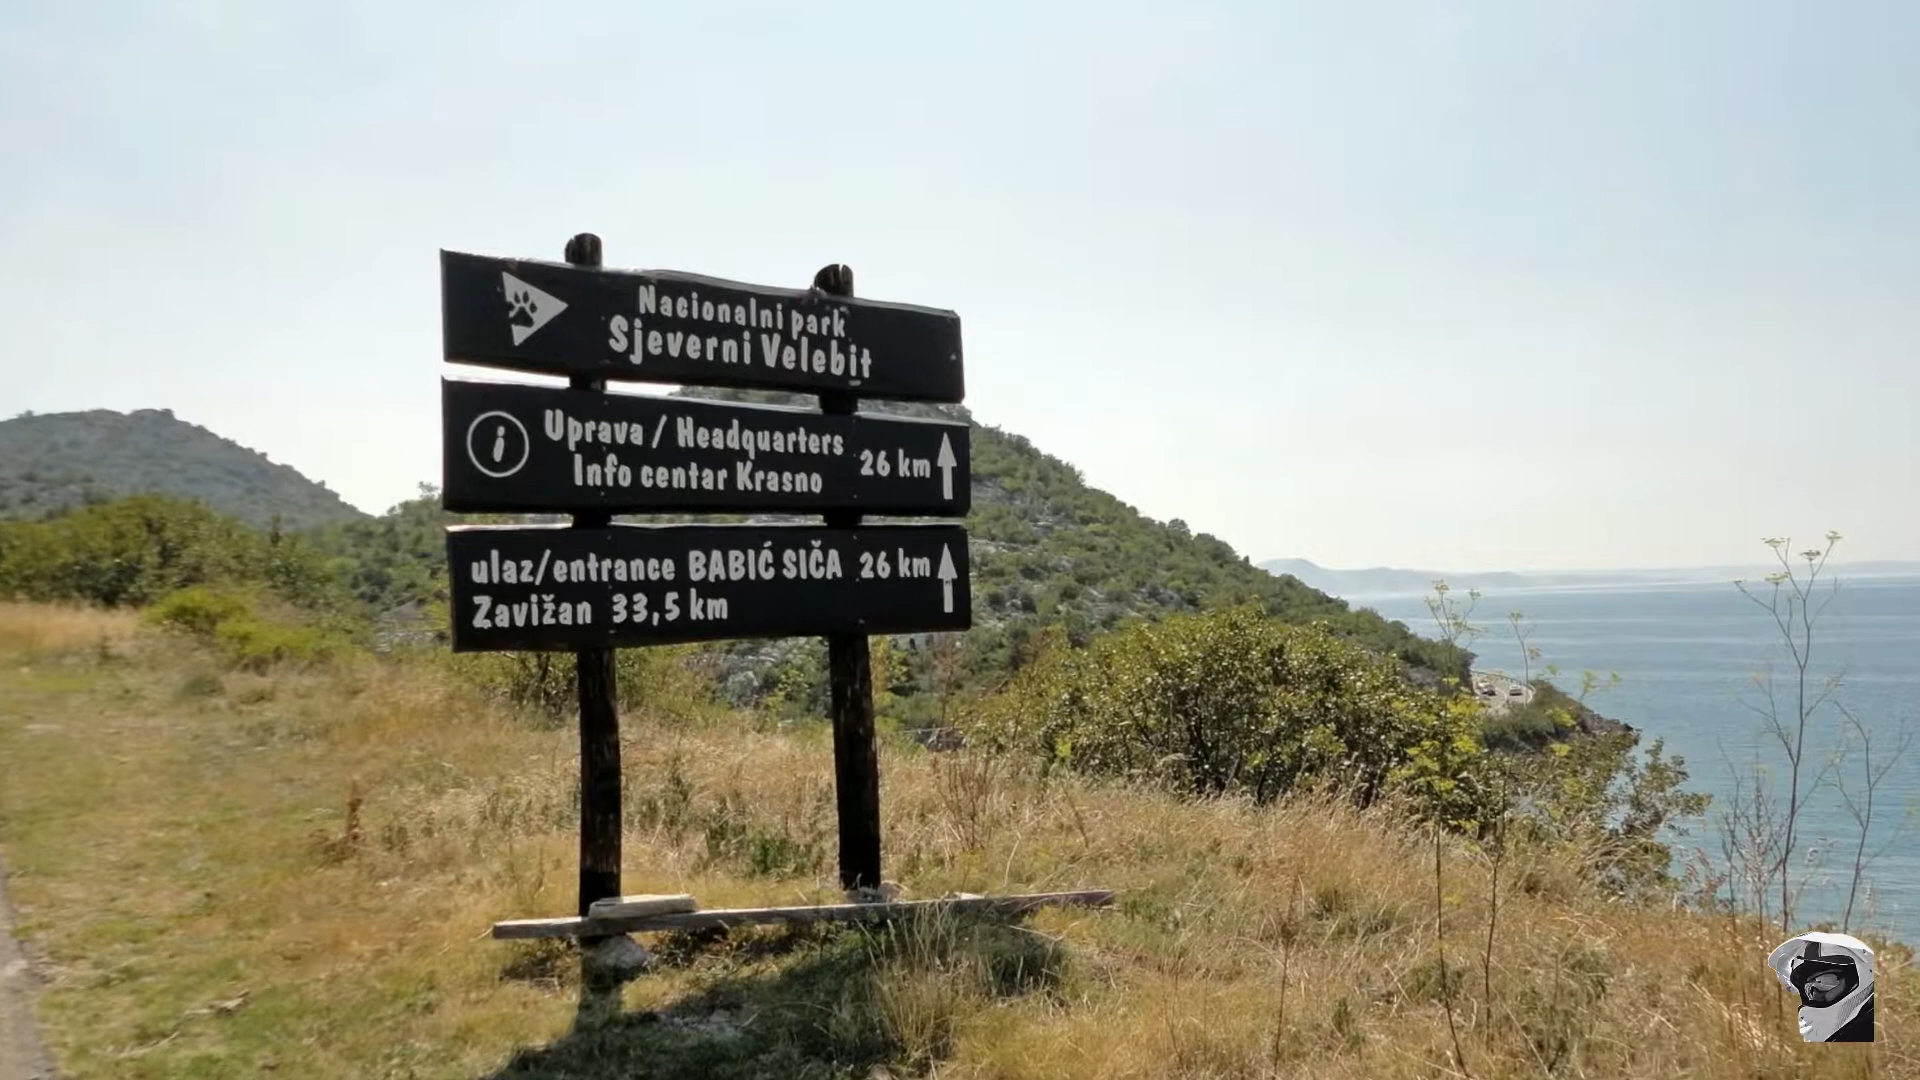 Nacionalni park
Sjeverni Velebit
i
Uprava / Headquarters
Info centar Krasno
26 km
ulaz/entrance BABIĆ SIČA 26 km
Zavižan 33,5 km